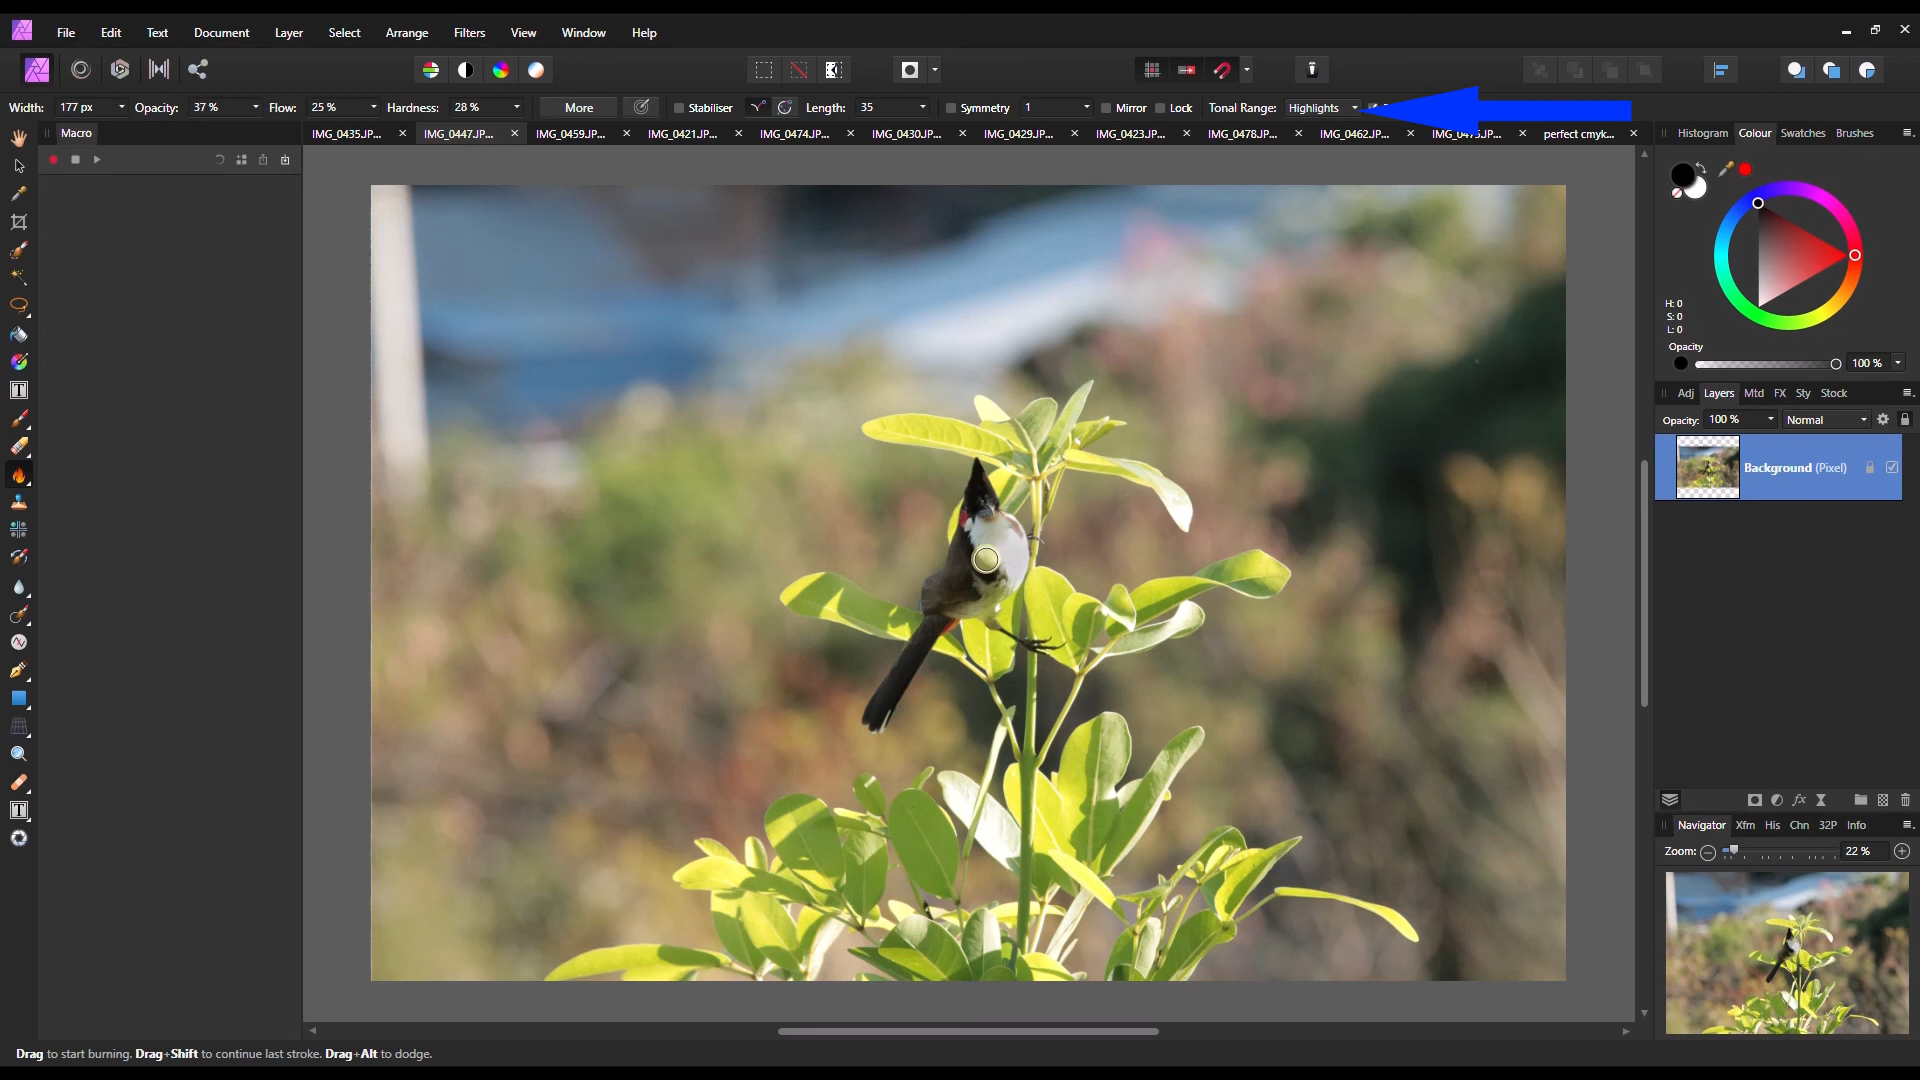 File Edit Text Document Layer Select Arrange Filters View Window Help
Width: 177 px Opacity: 37 % Flow: 25 % Hardness: 28 % More Stabiliser Length: 35 Symmetry 1 Mirror Lock Tonal Range: Highlights
Macro
IMG_0435.JP... IMG_0447.JP... IMG_0459.JP... IMG_0421.JP... IMG_0474.JP... IMG_0430.JP... IMG_0429.JP... IMG_0423.JP... IMG_0478.JP... IMG_0462.JP... IMG_0475.JP... perfect cmyk...
Histogram Colour Swatches Brushes
H: 0
S: 0
L: 0
Opacity
100 %
Adj Layers Mtd FX Sty Stock
Opacity: 100 % Normal
Background (Pixel)
Navigator Xfrm His Chn 32P Info
Zoom: 22 %
Drag to start burning. Drag+Shift to continue last stroke. Drag+Alt to dodge.